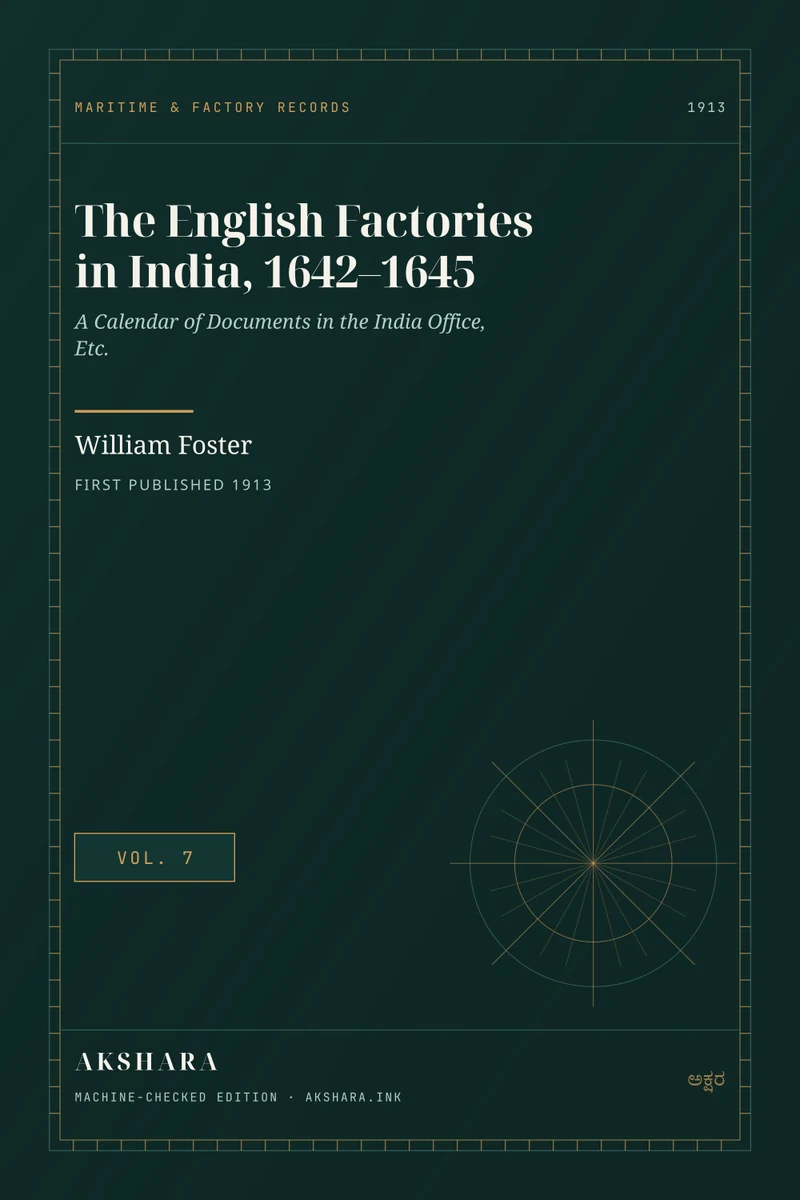 MARITIME & FACTORY RECORDS
1913
The English Factories
in India, 1642–1645
A Calendar of Documents in the India Office,
Etc.
William Foster
FIRST PUBLISHED 1913
VOL. 7
AKSHARA
MACHINE-CHECKED EDITION · AKSHARA.INK
ಅಕ್ಷರ